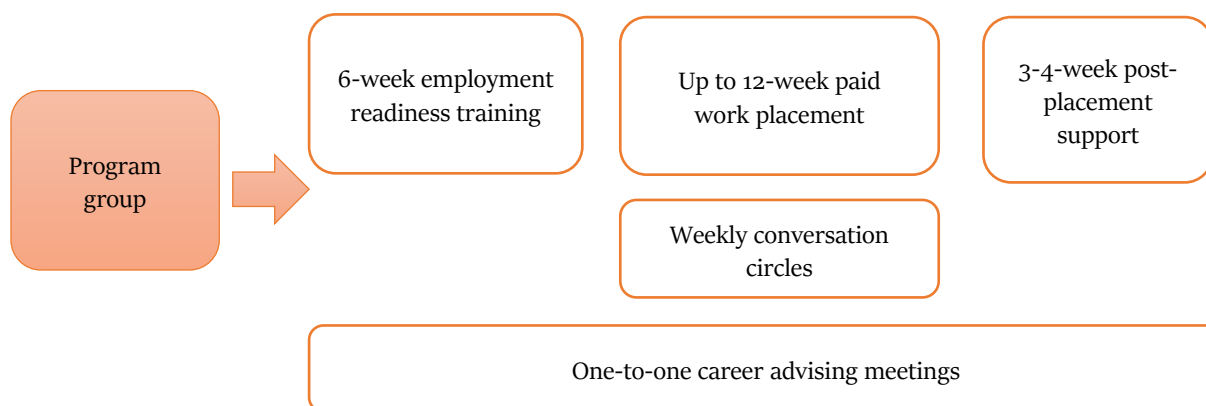 Program
group
6-week employment
readiness training
Up to 12-week paid
work placement
3-4-week post-
placement
support
Weekly conversation
circles
One-to-one career advising meetings